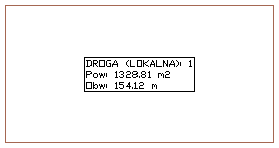 DROGA (LOKALNA): 1
Pow: 1328.81 m2
Obw: 154.12 m